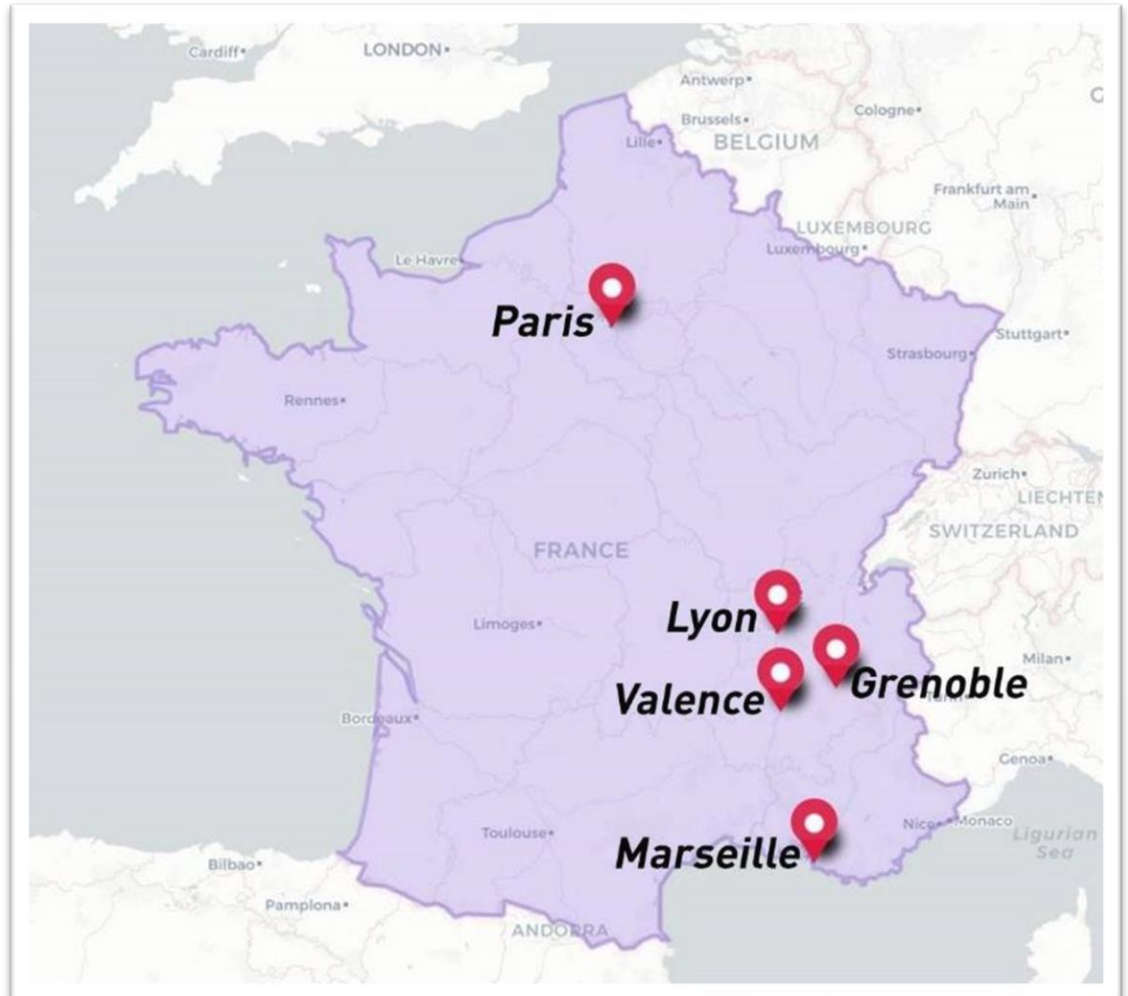 Cardiff
LONDON
Antwerp
Cologne
Brussels
BELGIUM
Lille
Frankfurt am
Main
LUXEMBOURG
Luxembourg
Le Havre
Paris
Stuttgart
Strasbourg
Rennes
Zurich
SWITZERLAND
FRANCE
Lyon
Limoges
Milan
Grenoble
Valence
Bordeaux
Genoa
Nice
Monaco
Toulouse
Ligurian
Sea
Marseille
Bilbao
Pamplona
ANDORRA